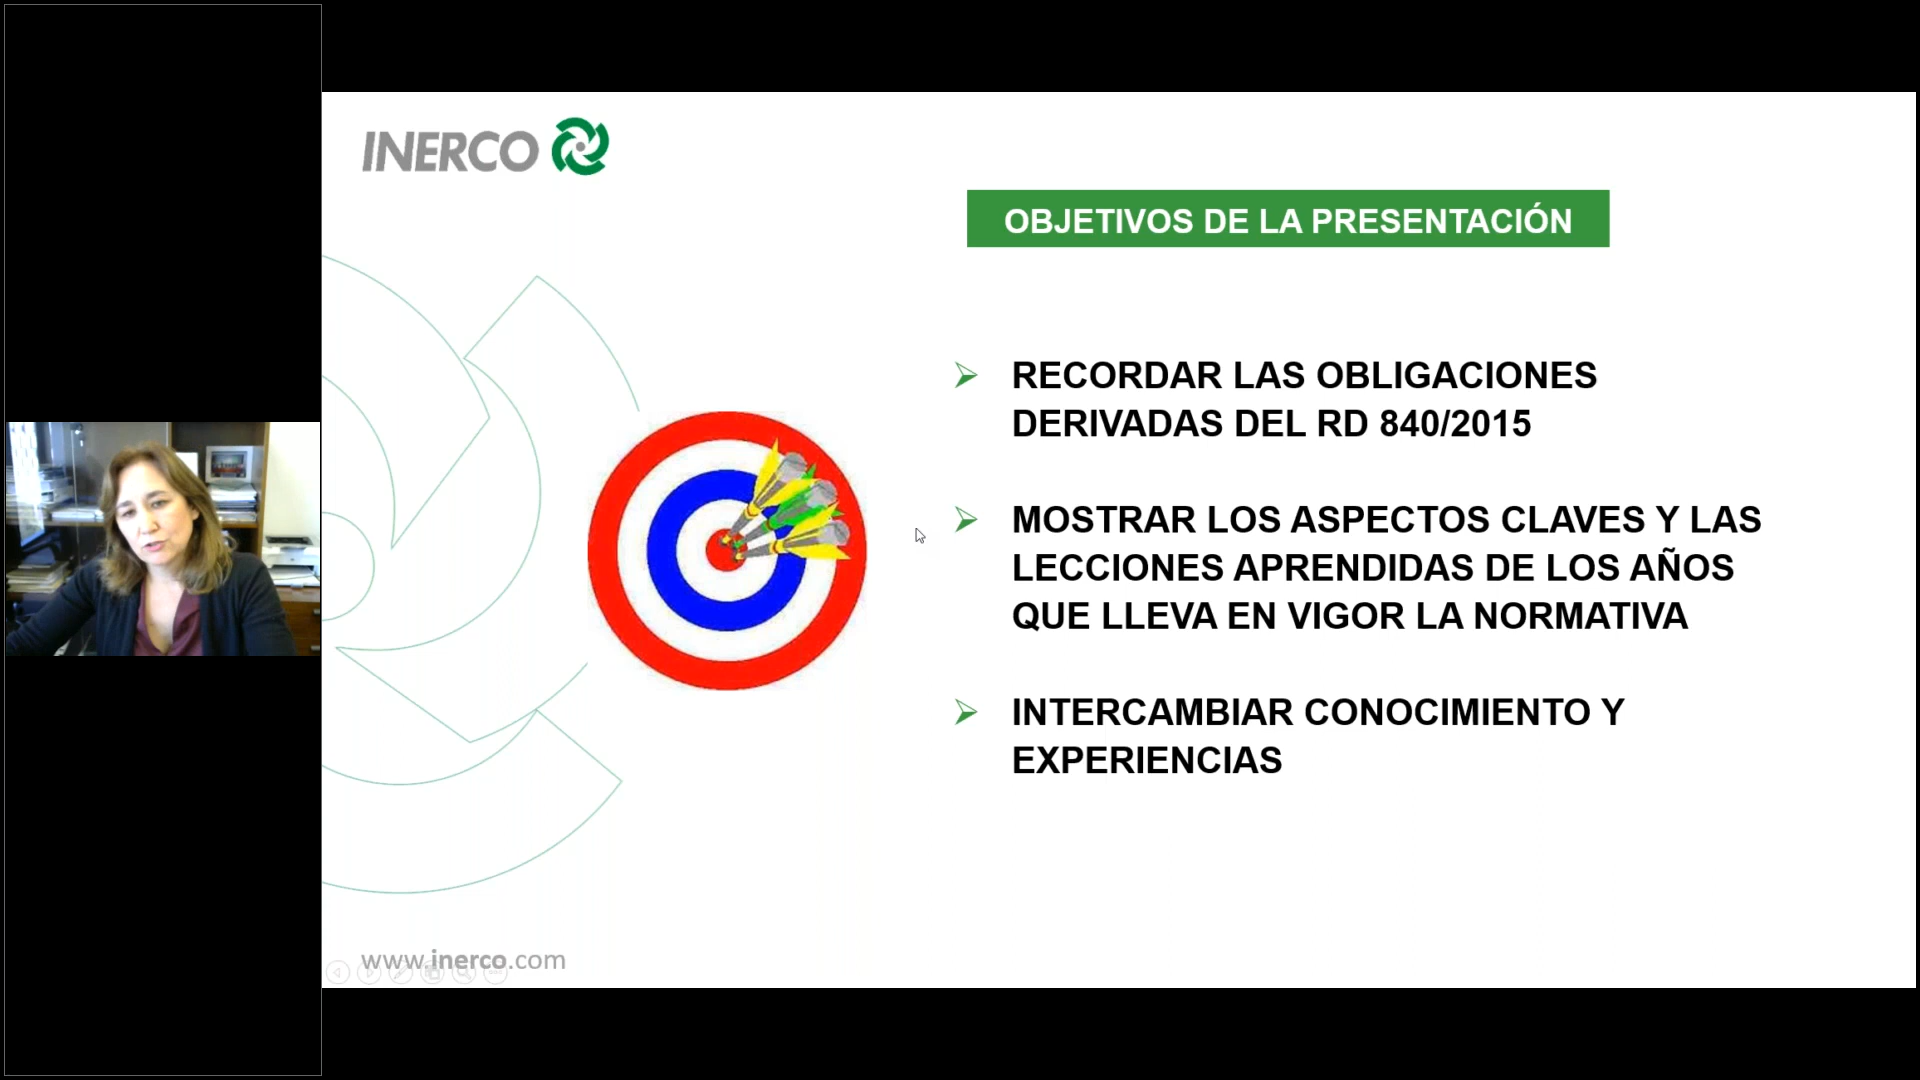 INERCO
OBJETIVOS DE LA PRESENTACIÓN
RECORDAR LAS OBLIGACIONES
DERIVADAS DEL RD 840/2015
MOSTRAR LOS ASPECTOS CLAVES Y LAS
LECCIONES APRENDIDAS DE LOS AÑOS
QUE LLEVA EN VIGOR LA NORMATIVA
INTERCAMBIAR CONOCIMIENTO Y
EXPERIENCIAS
www.inerco.com